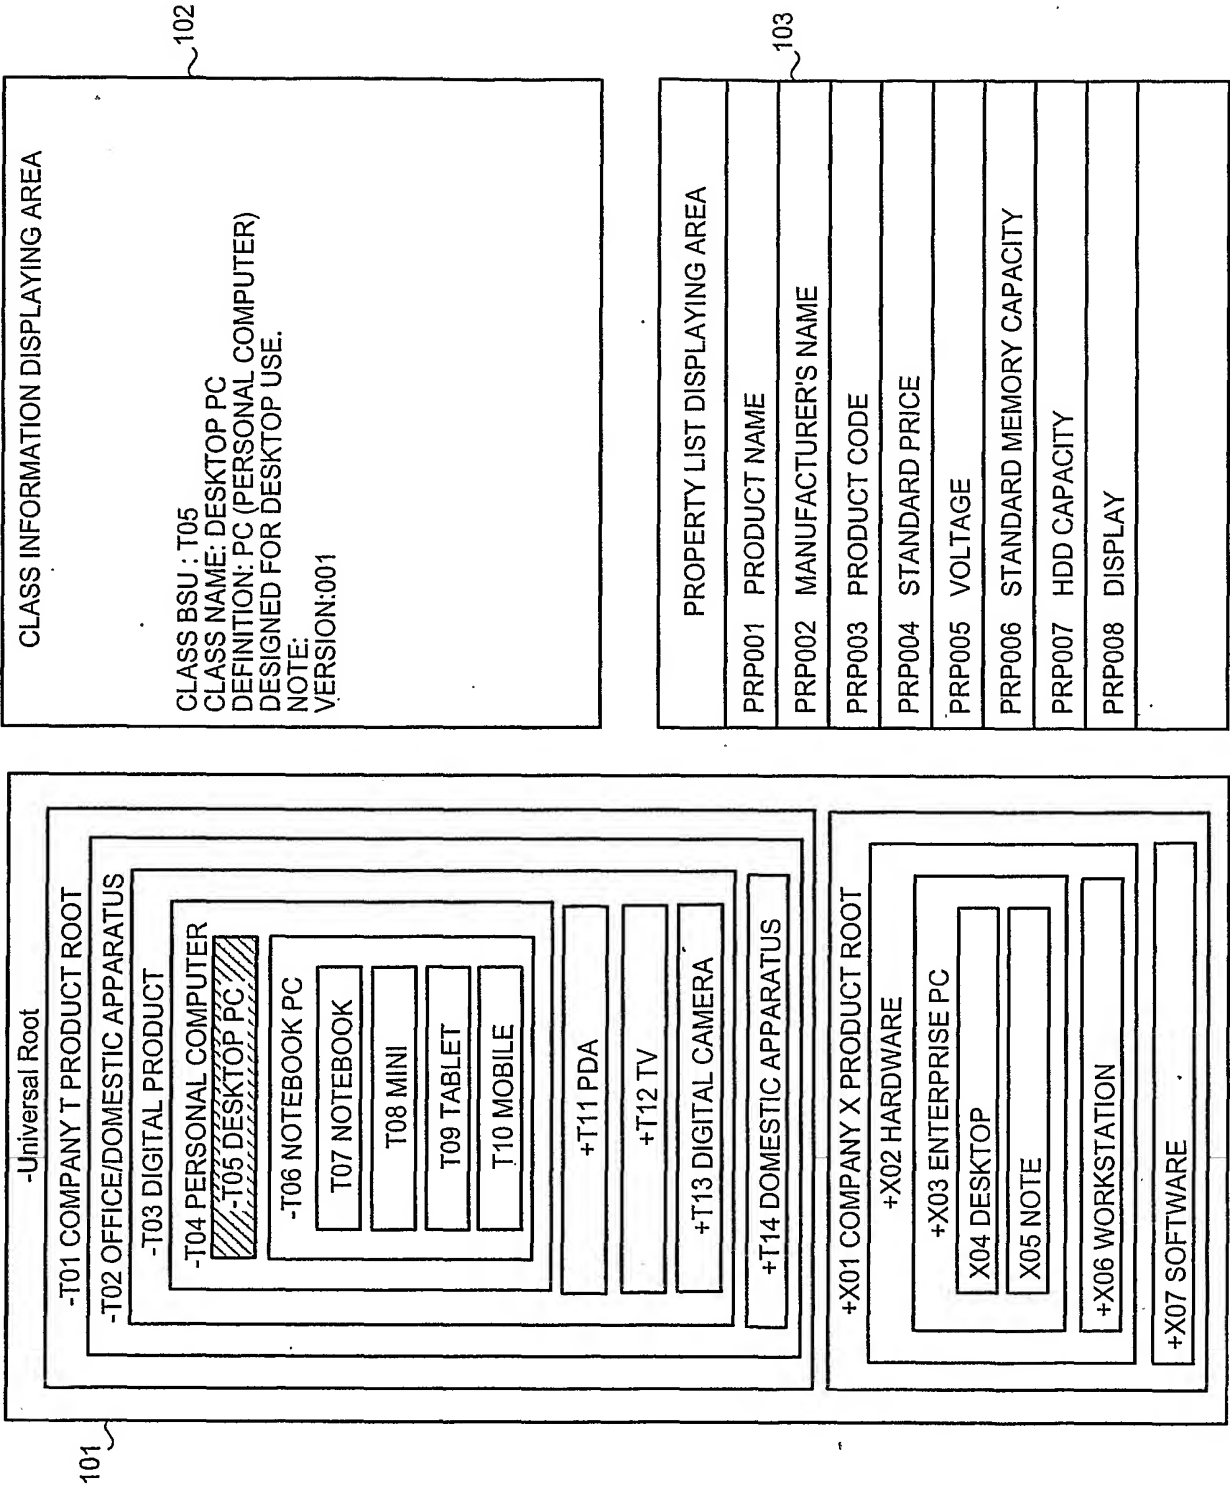 101
-Universal Root
-T01 COMPANY T PRODUCT ROOT
-T02 OFFICE/DOMESTIC APPARATUS
-T03 DIGITAL PRODUCT
-T04 PERSONAL COMPUTER
-T05 DESKTOP PC
-T06 NOTEBOOK PC
T07 NOTEBOOK
T08 MINI
T09 TABLET
T10 MOBILE
+T11 PDA
+T12 TV
+T13 DIGITAL CAMERA
+T14 DOMESTIC APPARATUS
+X01 COMPANY X PRODUCT ROOT
+X02 HARDWARE
+X03 ENTERPRISE PC
X04 DESKTOP
X05 NOTE
+X06 WORKSTATION
+X07 SOFTWARE
102
CLASS INFORMATION DISPLAYING AREA
CLASS BSU : T05
CLASS NAME: DESKTOP PC
DEFINITION: PC (PERSONAL COMPUTER)
DESIGNED FOR DESKTOP USE.
NOTE:
VERSION:001
103
PROPERTY LIST DISPLAYING AREA
PRP001 PRODUCT NAME
PRP002 MANUFACTURER'S NAME
PRP003 PRODUCT CODE
PRP004 STANDARD PRICE
PRP005 VOLTAGE
PRP006 STANDARD MEMORY CAPACITY
PRP007 HDD CAPACITY
PRP008 DISPLAY